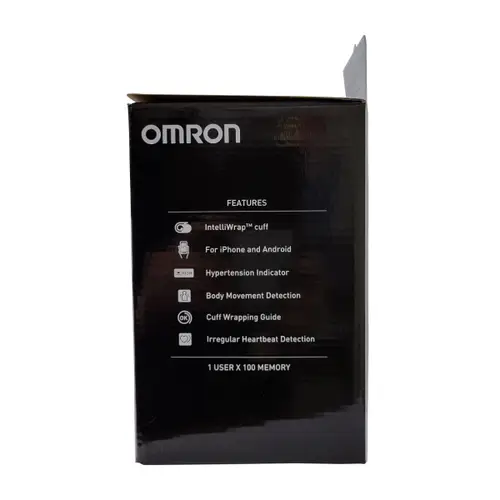 OMRON
FEATURES
IntelliWrap™ cuff
For iPhone and Android
Hypertension Indicator
Body Movement Detection
OK
Cuff Wrapping Guide
Irregular Heartbeat Detection
1 USER X 100 MEMORY